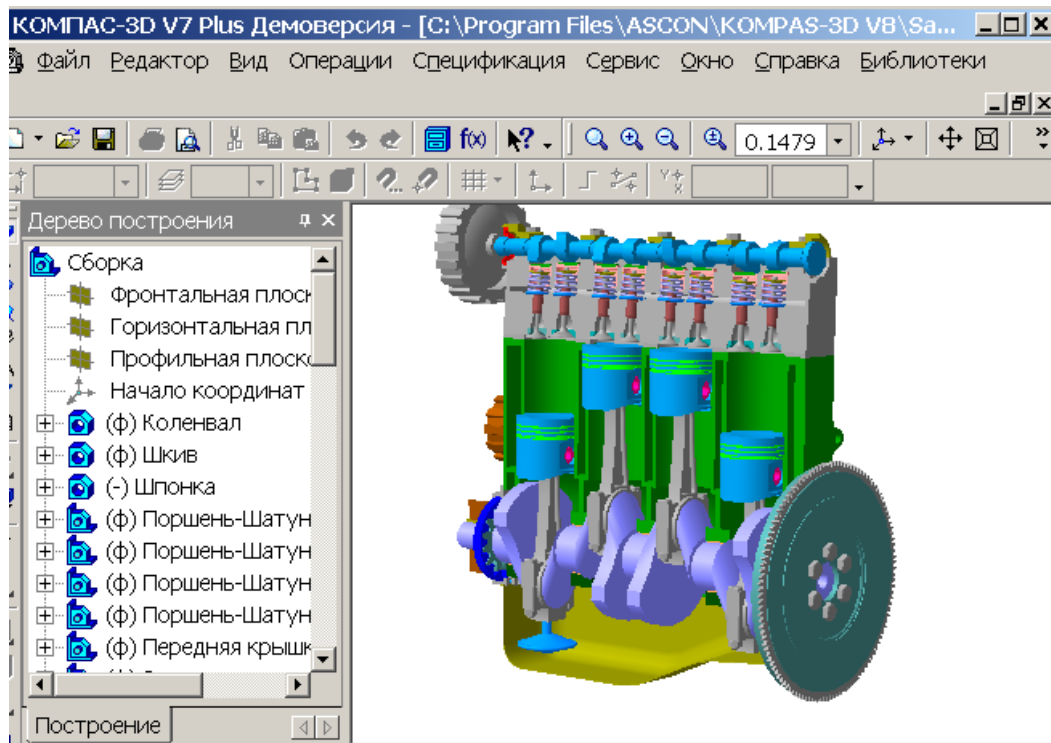 КОМПАС-3D V7 Plus Демоверсия - [C:\Program Files\ASCON\KOMPAS-3D V8\Sa...
Файл Редактор Вид Операции Спецификация Сервис Окно Справка Библиотеки
f(x) 0.1479
Дерево построения
Сборка
Фронтальная плоск
Горизонтальная пл
Профильная плоско
Начало координат
(ф) Коленвал
(ф) Шкив
(-) Шпонка
(ф) Поршень-Шатун
(ф) Поршень-Шатун
(ф) Поршень-Шатун
(ф) Поршень-Шатун
(ф) Передняя крышк
Построение